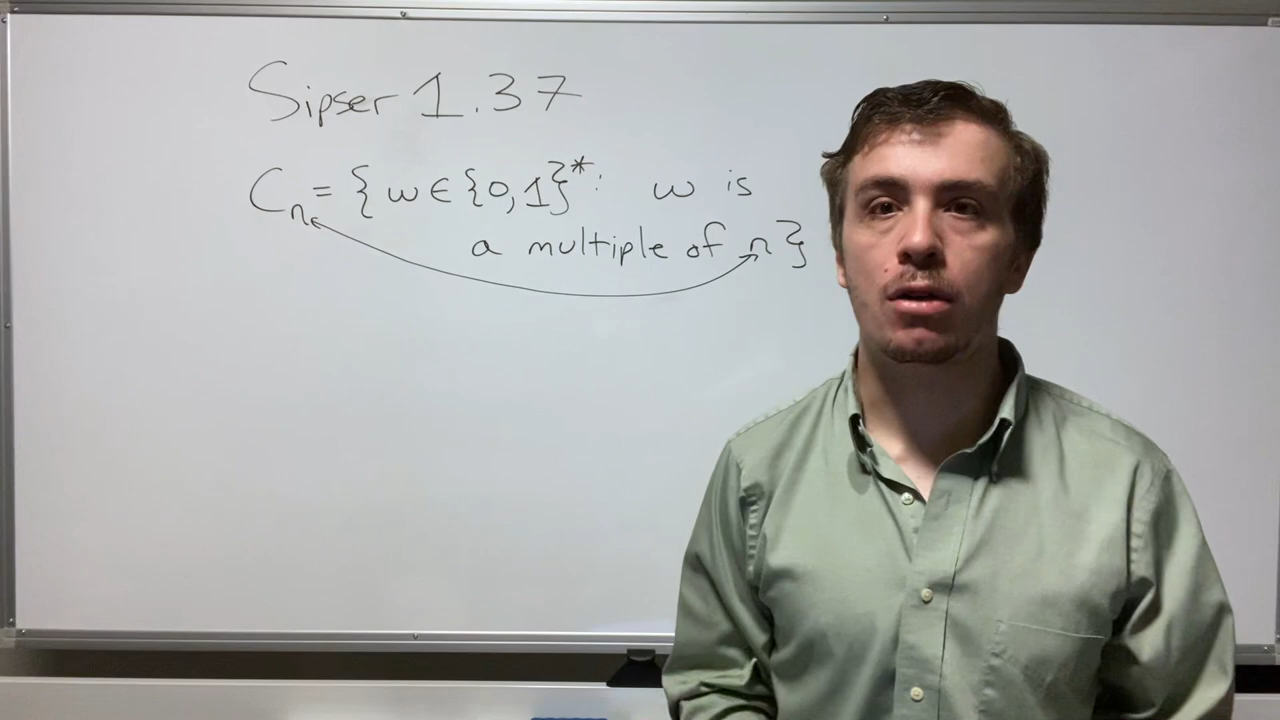 Sipser 1.37
Cₙ = {w ∈ {0,1}*: w is
a multiple of n}